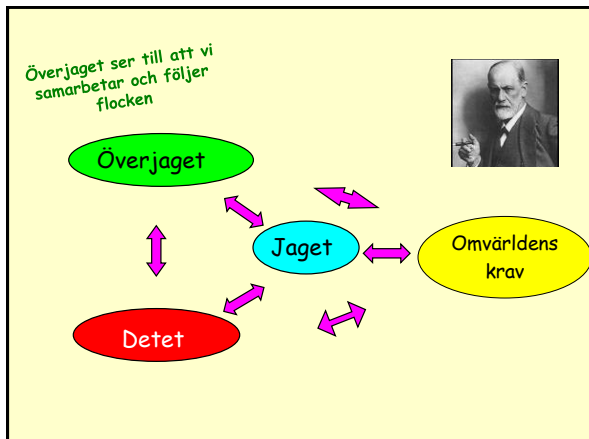 Överjaget ser till att vi
samarbetar och följer
flocken
Överjaget
Jaget
Omvärldens
krav
Detet